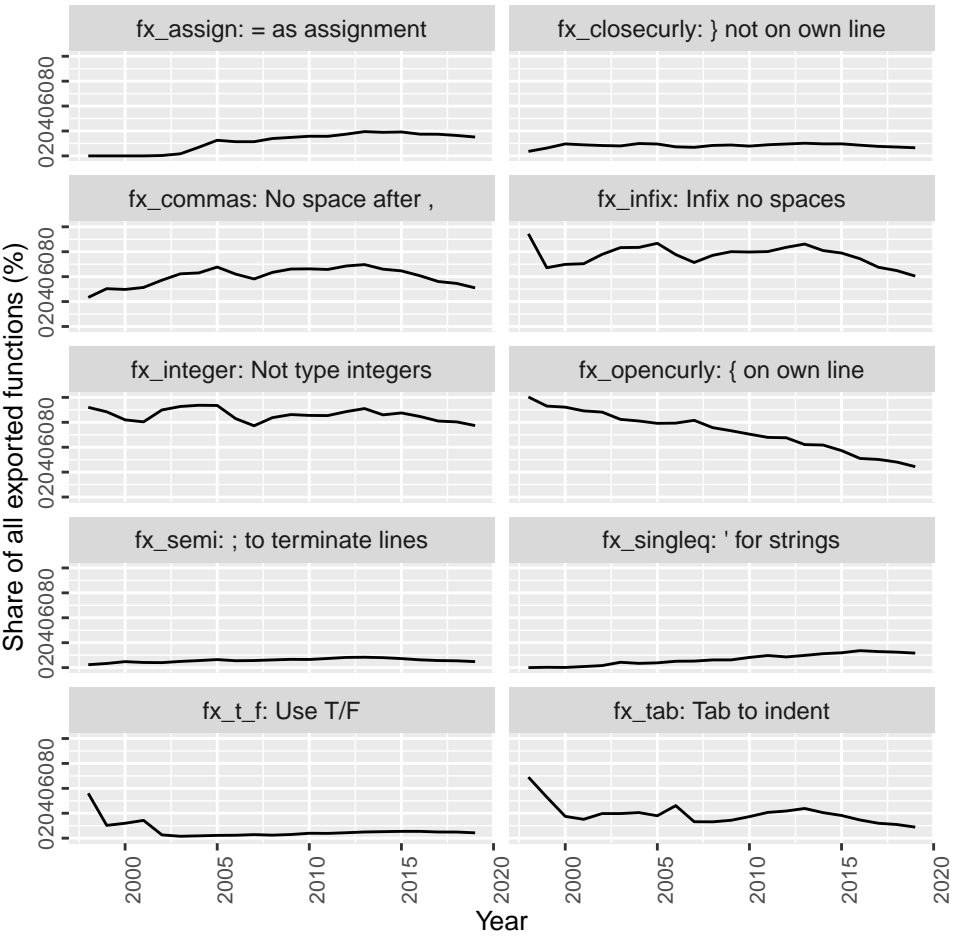 fx_assign: = as assignment
fx_closecurly: } not on own line
020406080
fx_commas: No space after ,
fx_infix: Infix no spaces
020406080
fx_integer: Not type integers
fx_opencurly: { on own line
020406080
fx_semi: ; to terminate lines
fx_singleq: ' for strings
020406080
fx_t_f: Use T/F
fx_tab: Tab to indent
020406080
Share of all exported functions (%)
2000 2005 2010 2015 2020 2000 2005 2010 2015 2020
Year